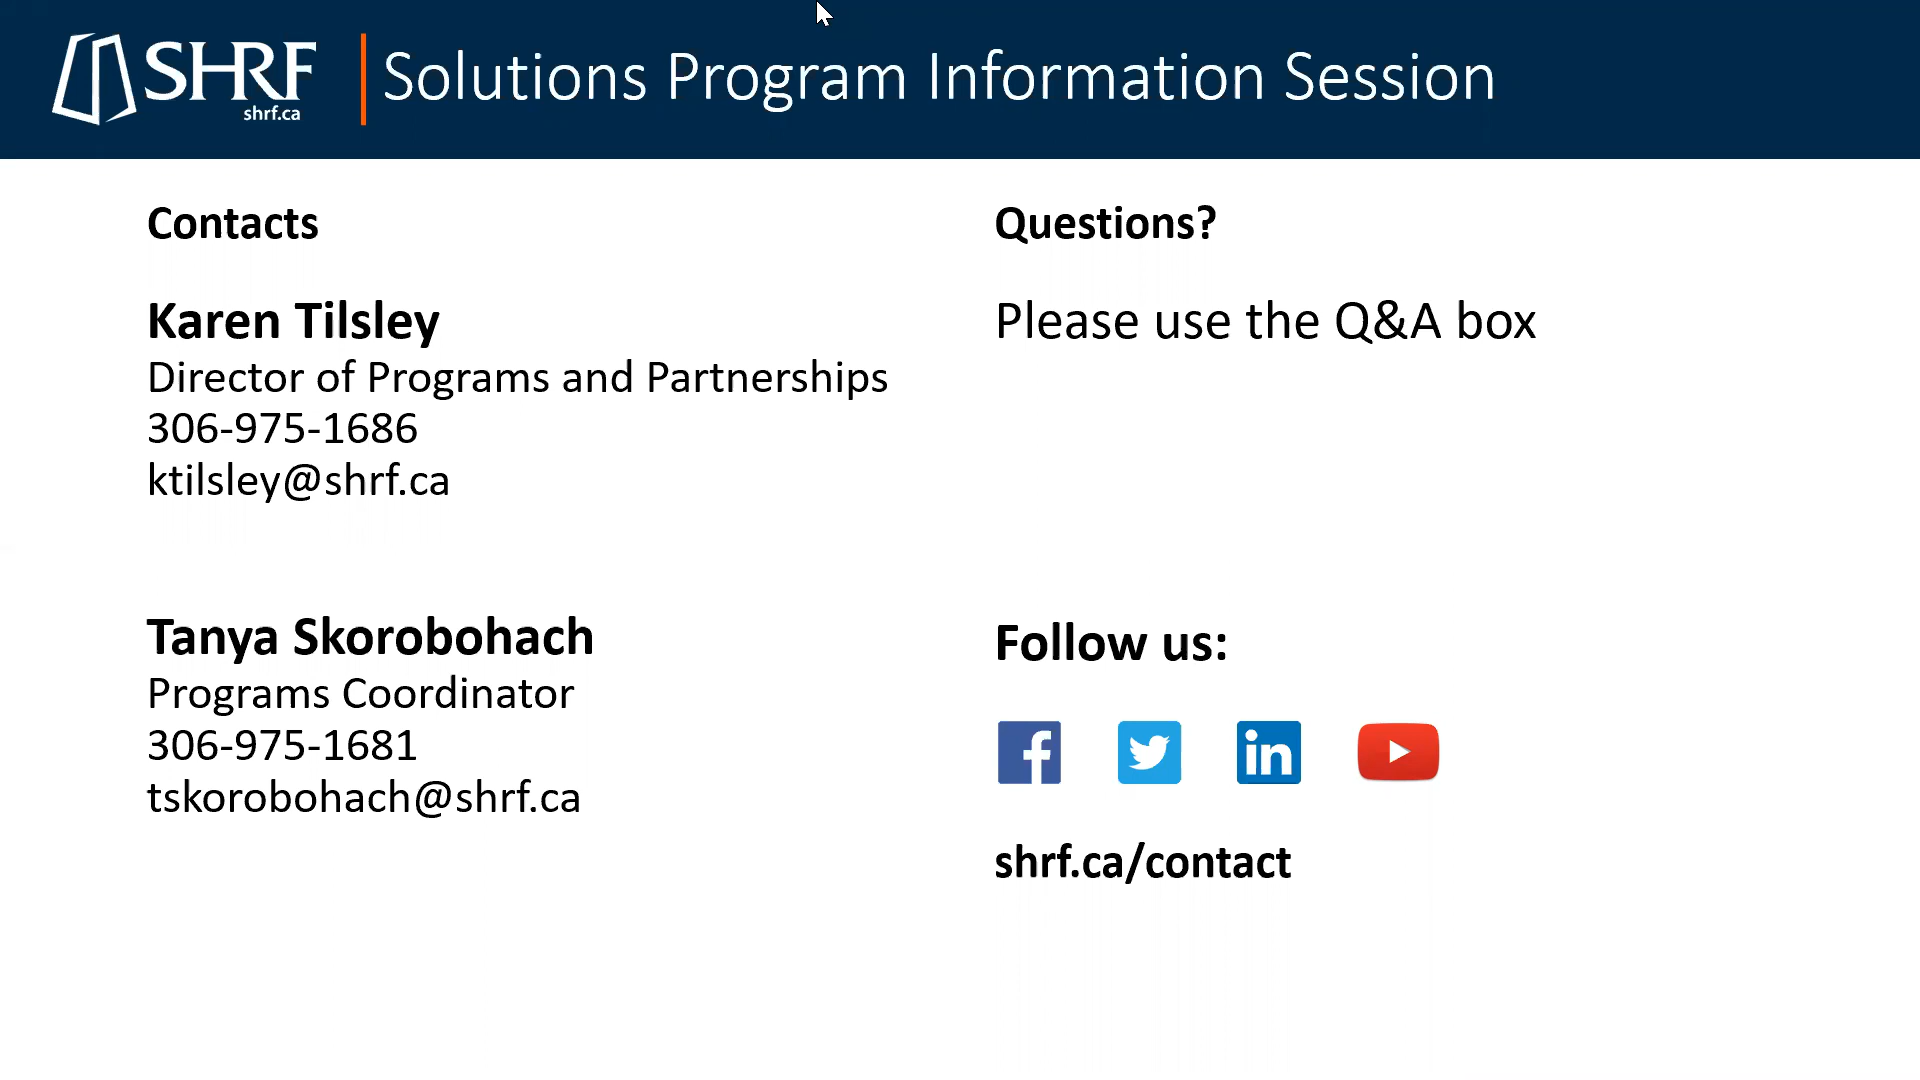 SHRF
shrf.ca
Solutions Program Information Session
Contacts
Karen Tilsley
Director of Programs and Partnerships
306-975-1686
ktilsley@shrf.ca
Tanya Skorobohach
Programs Coordinator
306-975-1681
tskorobohach@shrf.ca
Questions?
Please use the Q&A box
Follow us:
f
in
shrf.ca/contact